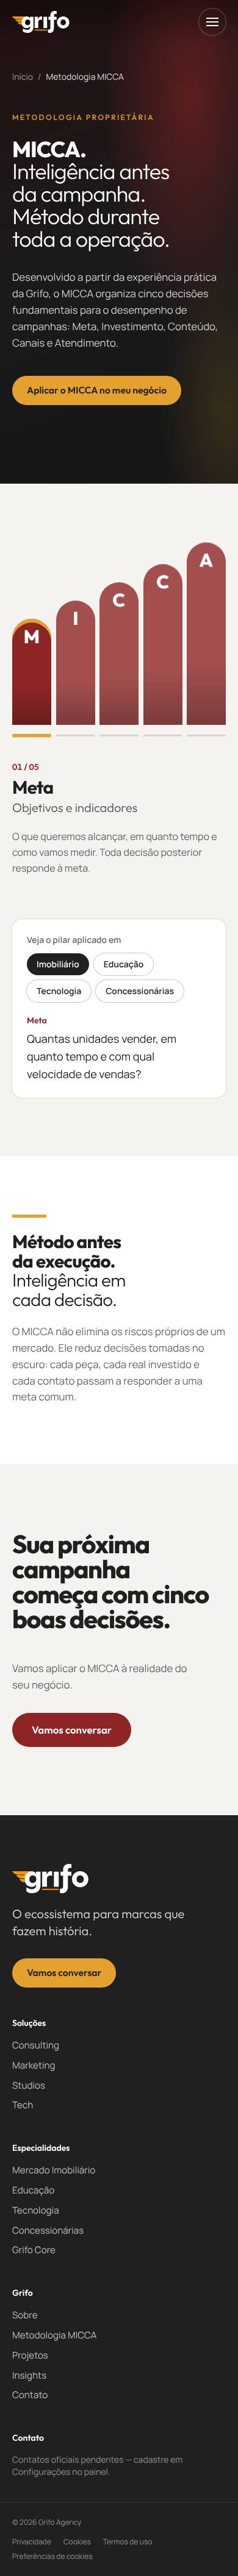 grifo
Início / Metodologia MICCA
METODOLOGIA PROPRIETÁRIA
MICCA.
Inteligência antes
da campanha.
Método durante
toda a operação.
Desenvolvido a partir da experiência prática
da Grifo, o MICCA organiza cinco decisões
fundamentais para o desempenho de
campanhas: Meta, Investimento, Conteúdo,
Canais e Atendimento.
Aplicar o MICCA no meu negócio
M
I
C
C
A
01 / 05
Meta
Objetivos e indicadores
O que queremos alcançar, em quanto tempo e
como vamos medir. Toda decisão posterior
responde à meta.
Veja o pilar aplicado em
Imobiliário Educação
Tecnologia Concessionárias
Meta
Quantas unidades vender, em
quanto tempo e com qual
velocidade de vendas?
Método antes
da execução.
Inteligência em
cada decisão.
O MICCA não elimina os riscos próprios de um
mercado. Ele reduz decisões tomadas no
escuro: cada peça, cada real investido e
cada contato passam a responder a uma
meta comum.
Sua próxima
campanha
começa com cinco
boas decisões.
Vamos aplicar o MICCA à realidade do
seu negócio.
Vamos conversar
grifo
O ecossistema para marcas que
fazem história.
Vamos conversar
Soluções
Consulting
Marketing
Studios
Tech
Especialidades
Mercado Imobiliário
Educação
Tecnologia
Concessionárias
Grifo Core
Grifo
Sobre
Metodologia MICCA
Projetos
Insights
Contato
Contato
Contatos oficiais pendentes — cadastre em
Configurações no painel.
© 2026 Grifo Agency
Privacidade Cookies Termos de uso
Preferências de cookies